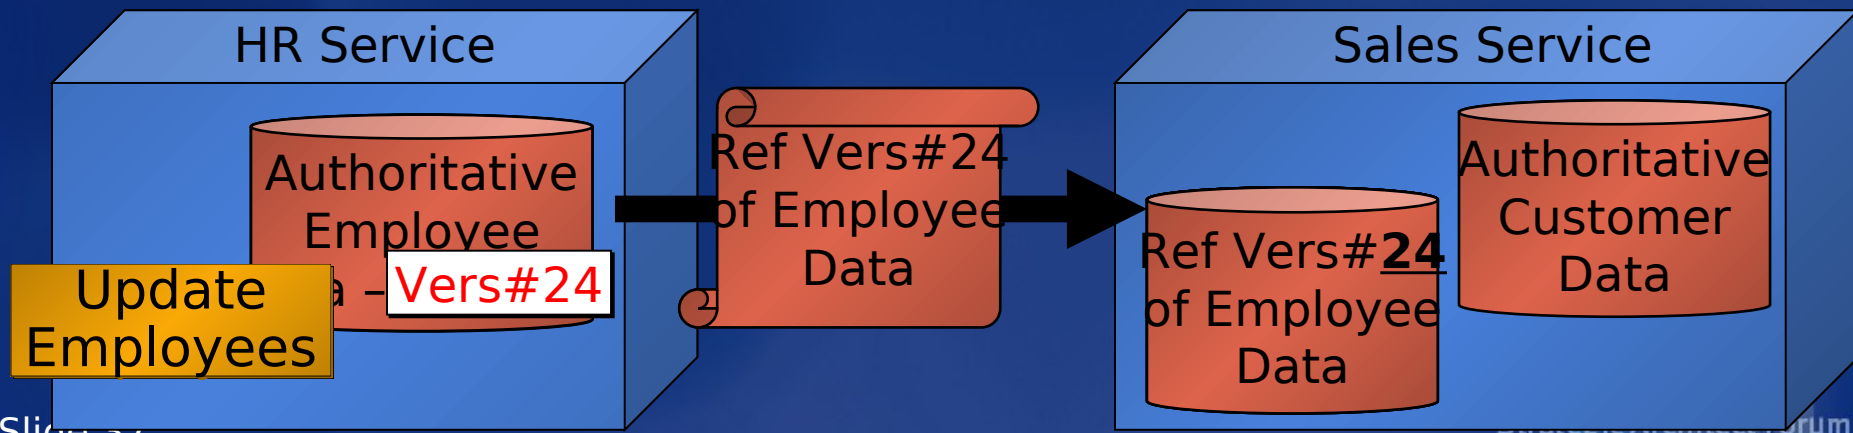 HR Service
Authoritative
Employee
a –
Vers#24
Update
Employees
Ref Vers#24
of Employee
Data
Sales Service
Ref Vers#24
of Employee
Data
Authoritative
Customer
Data